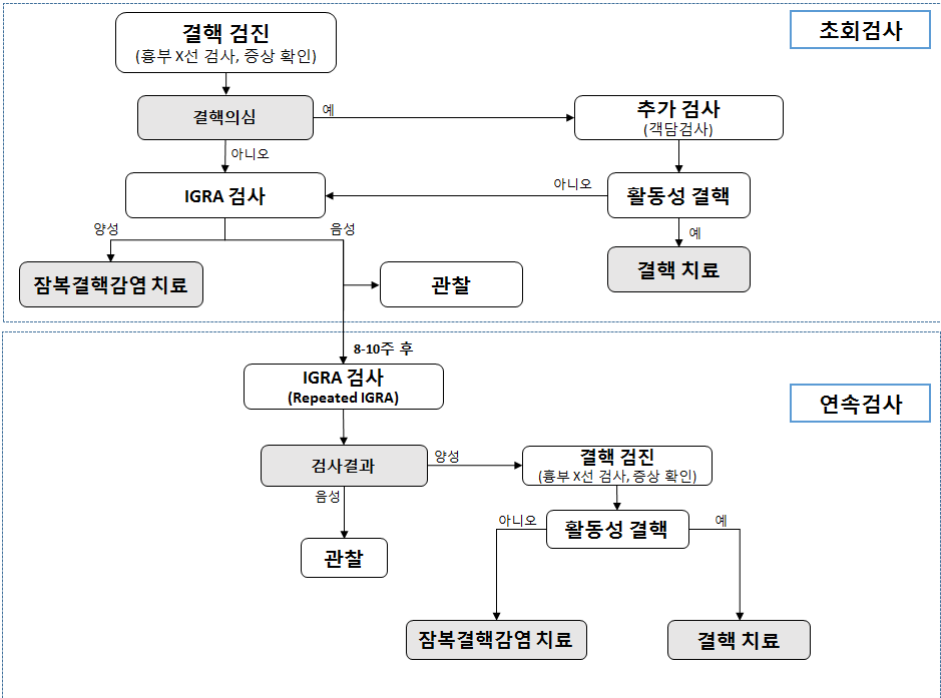 초회검사
결핵 검진
(흉부 X선 검사, 증상 확인)
결핵의심
예
추가 검사
(객담검사)
아니오
IGRA 검사
아니오
활동성 결핵
양성
음성
예
잠복결핵감염 치료
관찰
결핵 치료
8-10주 후
IGRA 검사
(Repeated IGRA)
연속검사
검사결과
양성
결핵 검진
(흉부 X선 검사, 증상 확인)
음성
아니오
활동성 결핵
예
관찰
잠복결핵감염 치료
결핵 치료